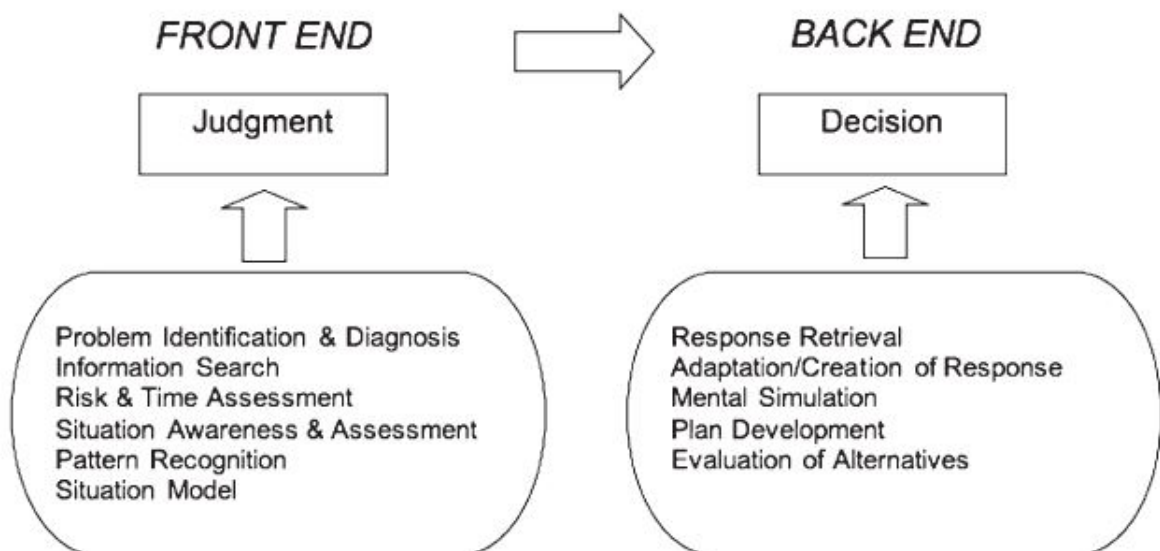 FRONT END
BACK END
Judgment
Decision
Problem Identification & Diagnosis
Information Search
Risk & Time Assessment
Situation Awareness & Assessment
Pattern Recognition
Situation Model
Response Retrieval
Adaptation/Creation of Response
Mental Simulation
Plan Development
Evaluation of Alternatives